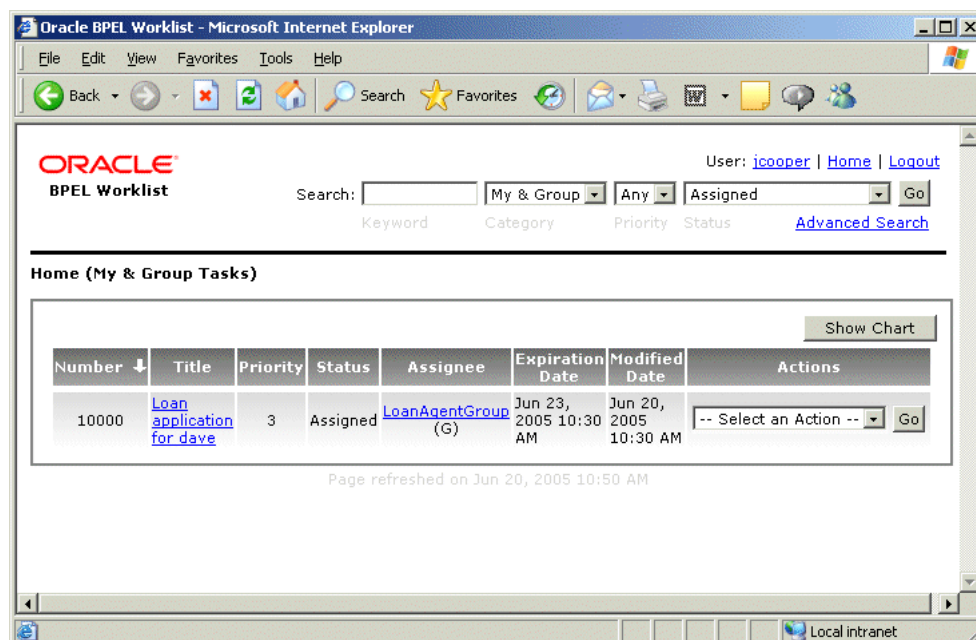 Oracle BPEL Worklist - Microsoft Internet Explorer
File Edit View Favorites Tools Help
Back Search Favorites
ORACLE
BPEL Worklist
User: jcooper | Home | Logout
Search: My & Group Any Assigned Go
Keyword Category Priority Status Advanced Search
Home (My & Group Tasks)
Show Chart
Number Title Priority Status Assignee Expiration Date Modified Date Actions
10000 Loan application for dave 3 Assigned LoanAgentGroup (G) Jun 23, 2005 10:30 AM Jun 20, 2005 10:30 AM -- Select an Action -- Go
Page refreshed on Jun 20, 2005 10:50 AM
Local intranet